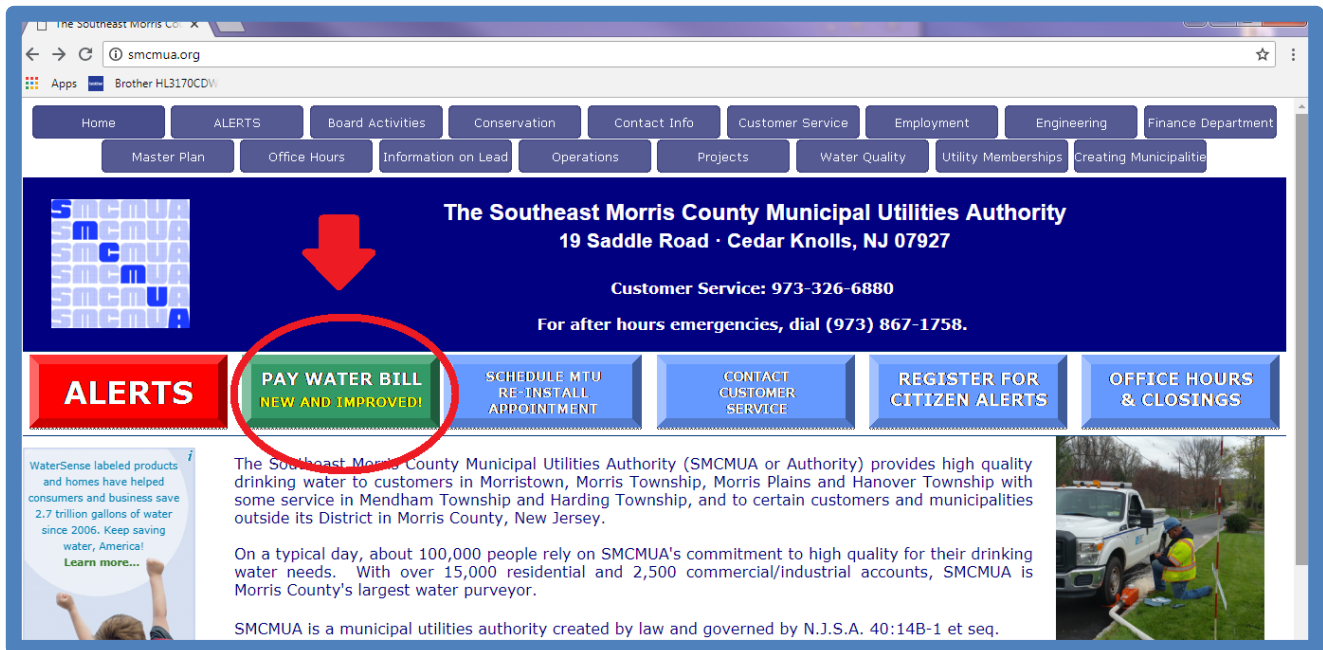 The Southeast Morris Co
smcmua.org
Apps
Brother HL3170CDW
Home
ALERTS
Board Activities
Conservation
Contact Info
Customer Service
Employment
Engineering
Finance Department
Master Plan
Office Hours
Information on Lead
Operations
Projects
Water Quality
Utility Memberships
Creating Municipalitie
SMCMUA
SMCMUA
SMCMUA
SMCMUA
SMCMUA
SMCMUA
The Southeast Morris County Municipal Utilities Authority
19 Saddle Road · Cedar Knolls, NJ 07927
Customer Service: 973-326-6880
For after hours emergencies, dial (973) 867-1758.
ALERTS
PAY WATER BILL
NEW AND IMPROVED!
SCHEDULE MTU
RE-INSTALL
APPOINTMENT
CONTACT
CUSTOMER
SERVICE
REGISTER FOR
CITIZEN ALERTS
OFFICE HOURS
& CLOSINGS
i
WaterSense labeled products
and homes have helped
consumers and business save
2.7 trillion gallons of water
since 2006. Keep saving
water, America!
Learn more...
The Southeast Morris County Municipal Utilities Authority (SMCMUA or Authority) provides high quality
drinking water to customers in Morristown, Morris Township, Morris Plains and Hanover Township with
some service in Mendham Township and Harding Township, and to certain customers and municipalities
outside its District in Morris County, New Jersey.
On a typical day, about 100,000 people rely on SMCMUA's commitment to high quality for their drinking
water needs. With over 15,000 residential and 2,500 commercial/industrial accounts, SMCMUA is
Morris County's largest water purveyor.
SMCMUA is a municipal utilities authority created by law and governed by N.J.S.A. 40:14B-1 et seq.